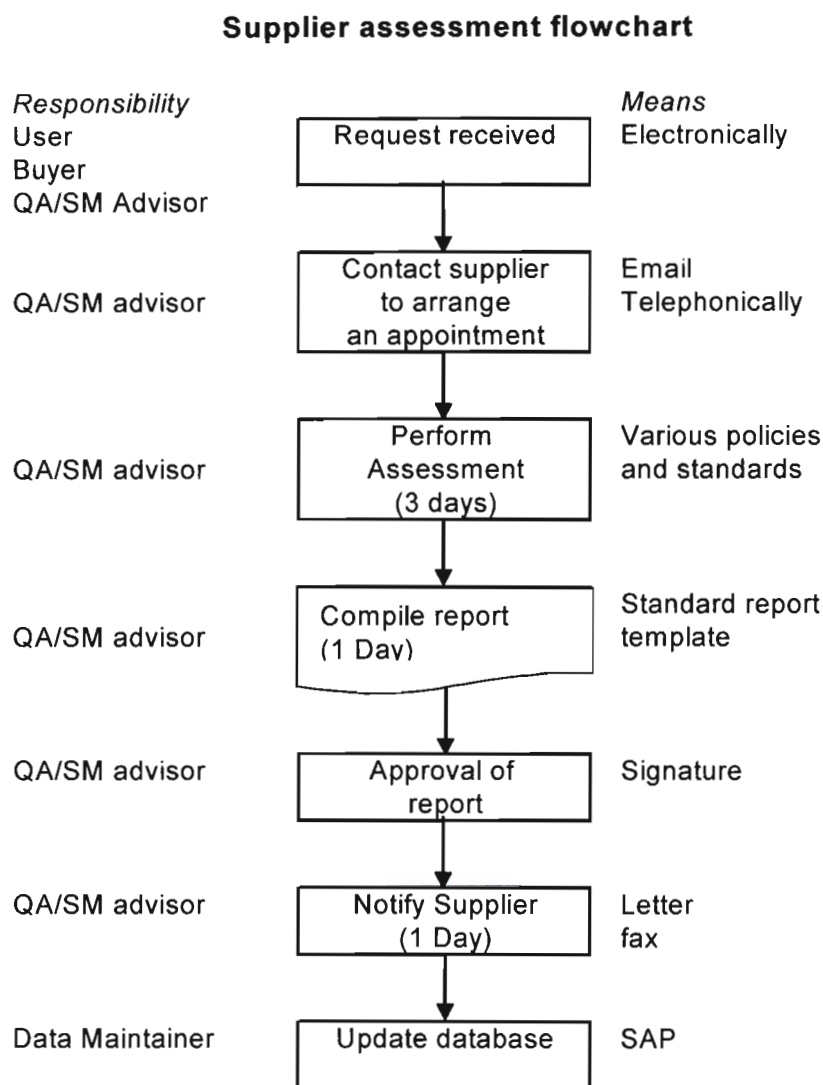 Supplier assessment flowchart
Responsibility
User
Buyer
QA/SM Advisor
Request received
Means
Electronically
QA/SM advisor
Contact supplier
to arrange
an appointment
Email
Telephonically
QA/SM advisor
Perform
Assessment
(3 days)
Various policies
and standards
QA/SM advisor
Compile report
(1 Day)
Standard report
template
QA/SM advisor
Approval of
report
Signature
QA/SM advisor
Notify Supplier
(1 Day)
Letter
fax
Data Maintainer
Update database
SAP